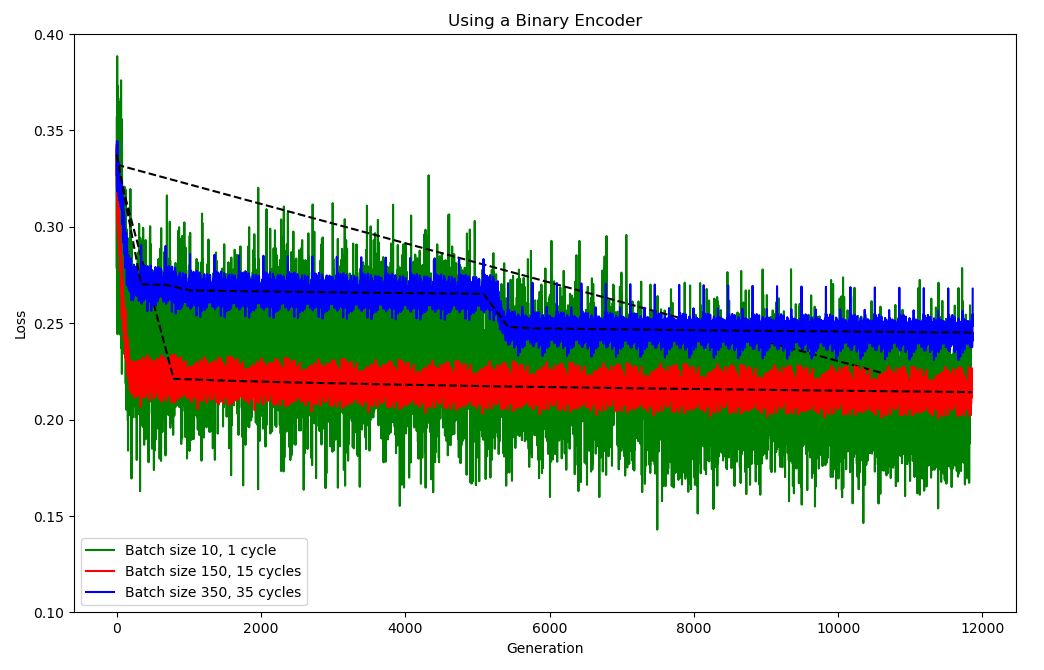 Using a Binary Encoder
0.40
0.35
0.30
0.25
0.20
0.15
0.10
Loss
Batch size 10, 1 cycle
Batch size 150, 15 cycles
Batch size 350, 35 cycles
0 2000 4000 6000 8000 10000 12000
Generation